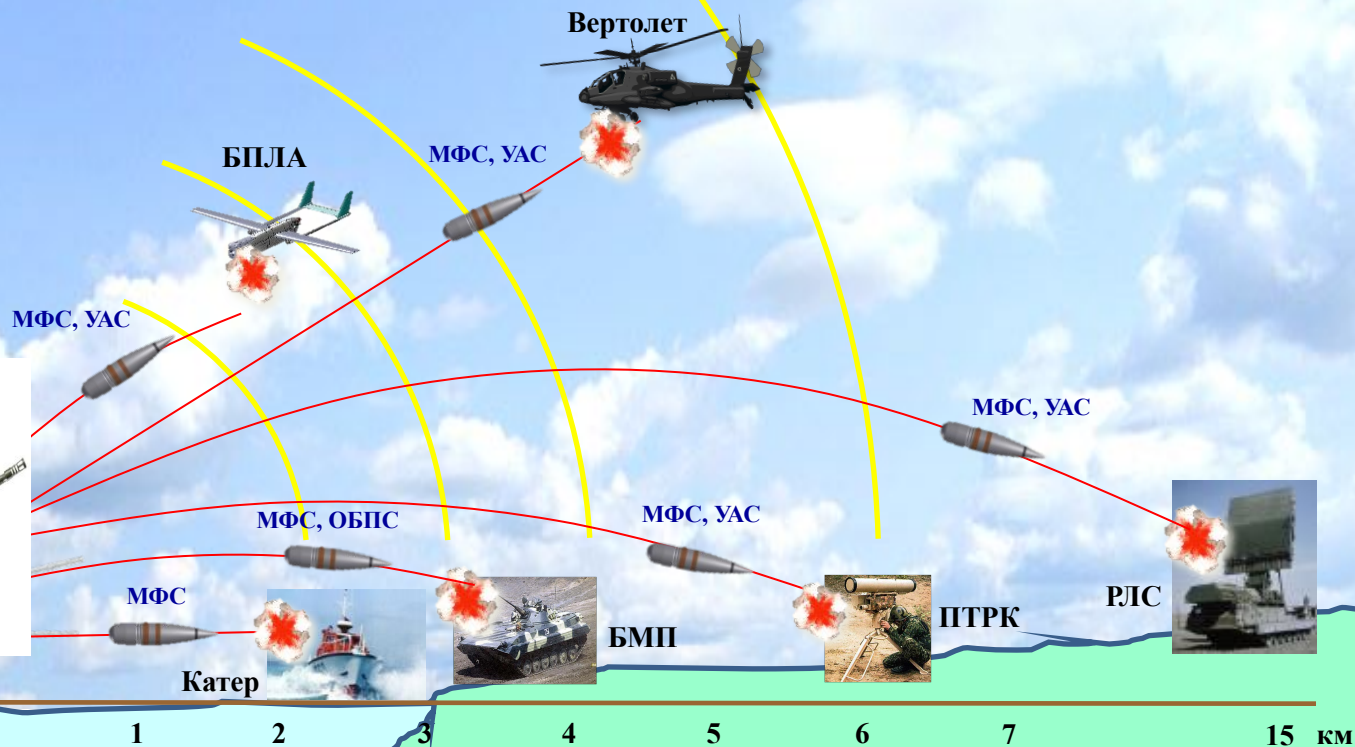 Вертолет
БПЛА
МФС, УАС
МФС, УАС
МФС, УАС
МФС, ОБПС
МФС, УАС
МФС
РЛС
ПТРК
БМП
Катер
1 2 3 4 5 6 7 15 км